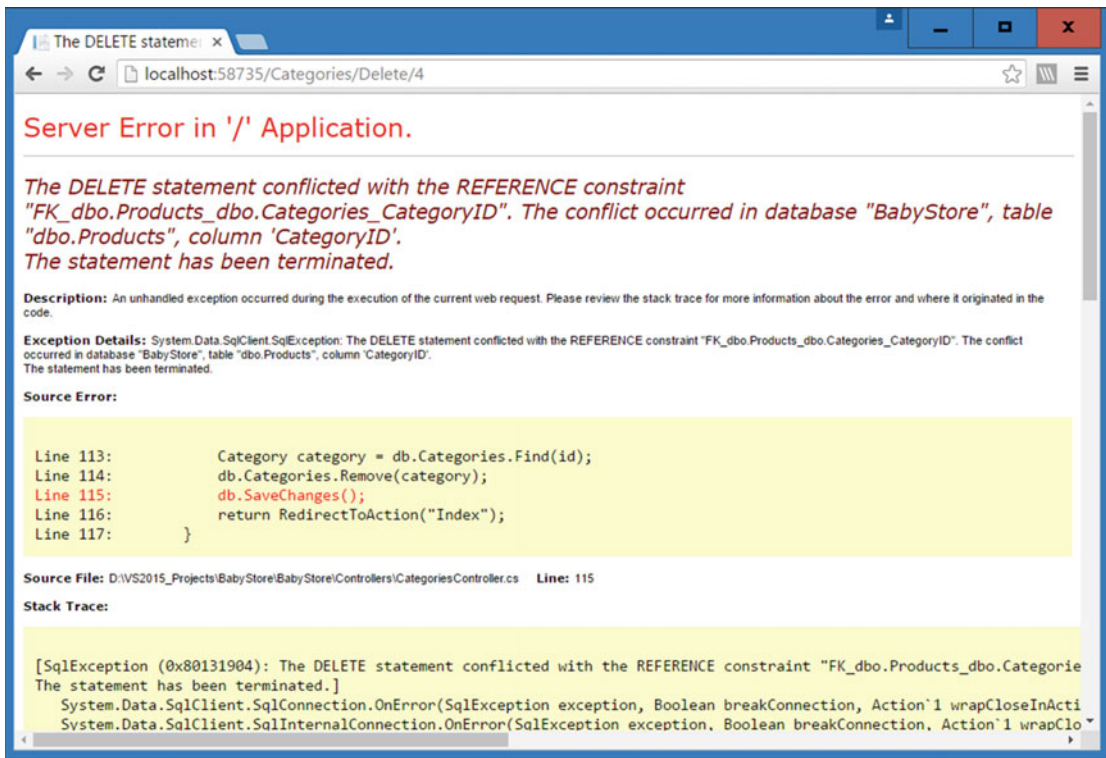 The DELETE stateme
localhost:58735/Categories/Delete/4
Server Error in '/' Application.
The DELETE statement conflicted with the REFERENCE constraint
"FK_dbo.Products_dbo.Categories_CategoryID". The conflict occurred in database "BabyStore", table
"dbo.Products", column 'CategoryID'.
The statement has been terminated.
Description: An unhandled exception occurred during the execution of the current web request. Please review the stack trace for more information about the error and where it originated in the
code.
Exception Details: System.Data.SqlClient.SqlException: The DELETE statement conflicted with the REFERENCE constraint "FK_dbo.Products_dbo.Categories_CategoryID". The conflict
occurred in database "BabyStore", table "dbo.Products", column 'CategoryID'.
The statement has been terminated.
Source Error:
Line 113:             Category category = db.Categories.Find(id);
Line 114:             db.Categories.Remove(category);
Line 115:             db.SaveChanges();
Line 116:             return RedirectToAction("Index");
Line 117:         }
Source File: D:\VS2015_Projects\BabyStore\BabyStore\Controllers\CategoriesController.cs    Line: 115
Stack Trace:
[SqlException (0x80131904): The DELETE statement conflicted with the REFERENCE constraint "FK_dbo.Products_dbo.Categorie
The statement has been terminated.]
   System.Data.SqlClient.SqlConnection.OnError(SqlException exception, Boolean breakConnection, Action`1 wrapCloseInActi
   System.Data.SqlClient.SqlInternalConnection.OnError(SqlException exception, Boolean breakConnection, Action`1 wrapClo